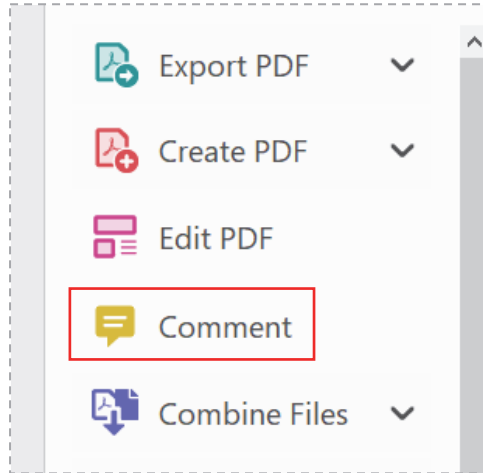 Export PDF
Create PDF
Edit PDF
Comment
Combine Files